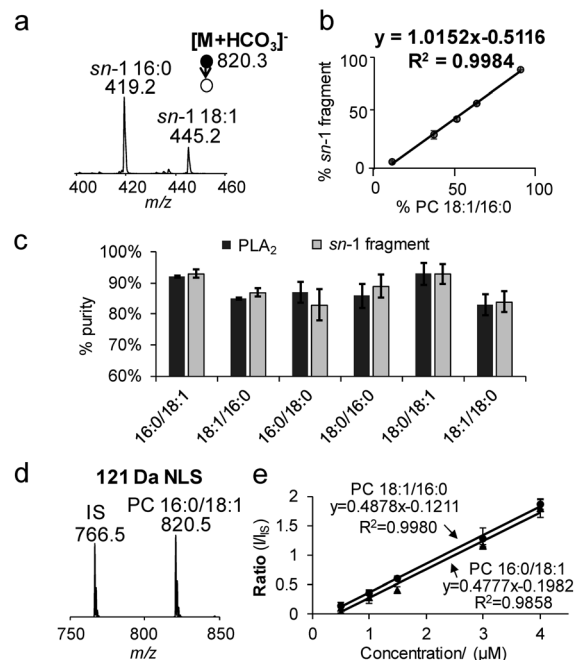 a
[M+HCO₃]⁻
820.3
sn-1 16:0
419.2
sn-1 18:1
445.2
400 420 440 460
m/z
b
y = 1.0152x-0.5116
R² = 0.9984
% sn-1 fragment
100
50
0
0 50 100
% PC 18:1/16:0
c
PLA₂ sn-1 fragment
% purity
100%
90%
80%
70%
60%
16:0/18:1
18:1/16:0
16:0/18:0
18:0/16:0
18:0/18:1
18:1/18:0
d
121 Da NLS
IS
766.5
PC 16:0/18:1
820.5
750 800 850
m/z
e
Ratio (I/I_IS)
2
1.5
1
0.5
0
PC 18:1/16:0
y=0.4878x-0.1211
R²=0.9980
PC 16:0/18:1
y=0.4777x-0.1982
R²=0.9858
0 1 2 3 4
Concentration/ (µM)